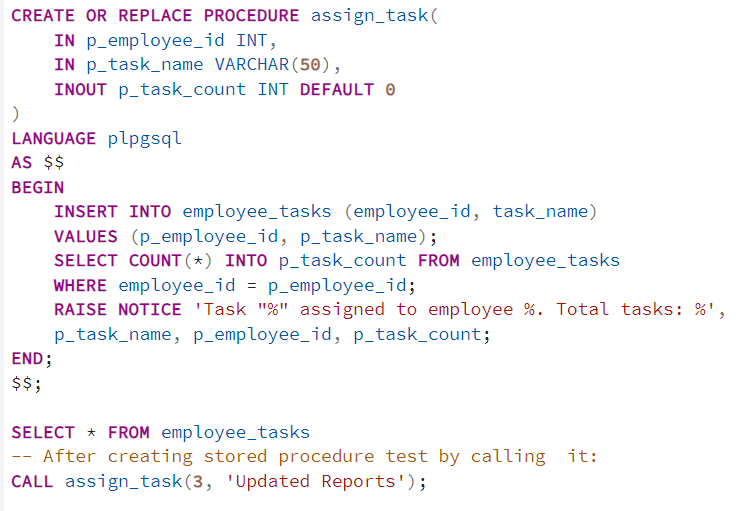 CREATE OR REPLACE PROCEDURE assign_task(
    IN p_employee_id INT,
    IN p_task_name VARCHAR(50),
    INOUT p_task_count INT DEFAULT 0
)
LANGUAGE plpgsql
AS $$
BEGIN
    INSERT INTO employee_tasks (employee_id, task_name)
    VALUES (p_employee_id, p_task_name);
    SELECT COUNT(*) INTO p_task_count FROM employee_tasks
    WHERE employee_id = p_employee_id;
    RAISE NOTICE 'Task "%" assigned to employee %. Total tasks: %',
    p_task_name, p_employee_id, p_task_count;
END;
$$;

SELECT * FROM employee_tasks
-- After creating stored procedure test by calling  it:
CALL assign_task(3, 'Updated Reports');